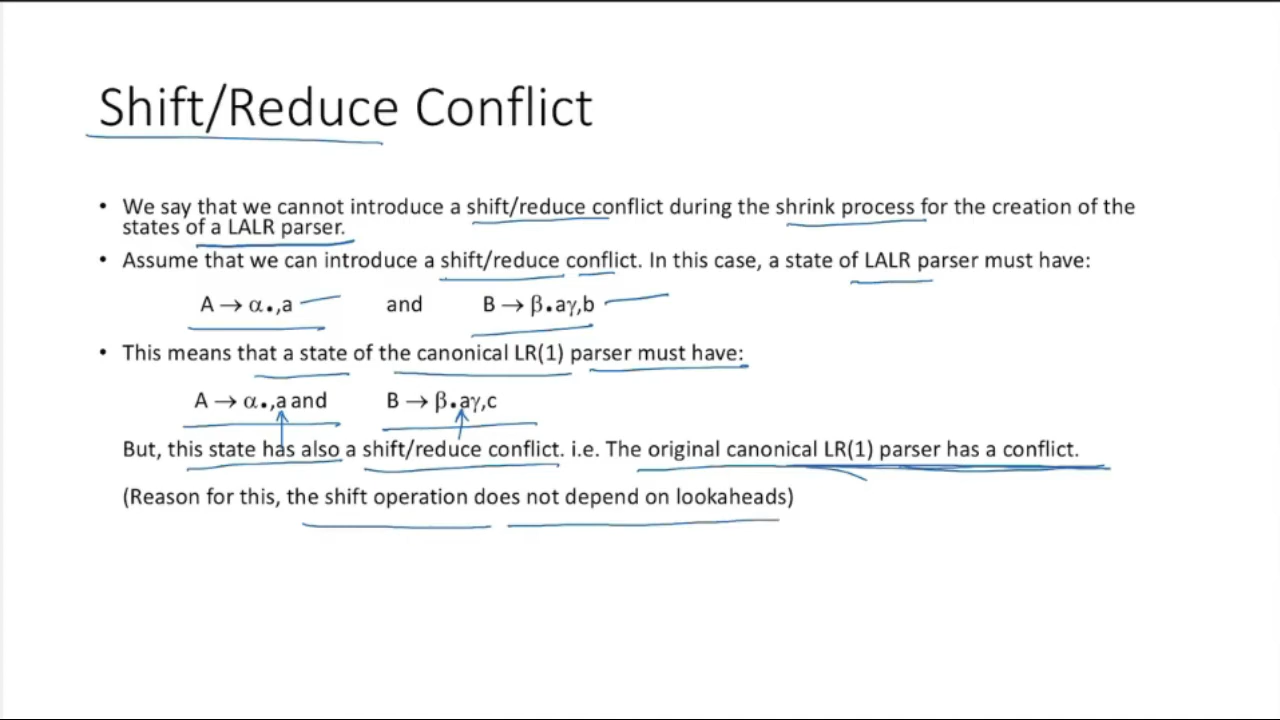 Shift/Reduce Conflict
• We say that we cannot introduce a shift/reduce conflict during the shrink process for the creation of the
states of a LALR parser.
• Assume that we can introduce a shift/reduce conflict. In this case, a state of LALR parser must have:
A → α•,a and B → β•aγ,b
• This means that a state of the canonical LR(1) parser must have:
A → α•,a and B → β•aγ,c
But, this state has also a shift/reduce conflict. i.e. The original canonical LR(1) parser has a conflict.
(Reason for this, the shift operation does not depend on lookaheads)